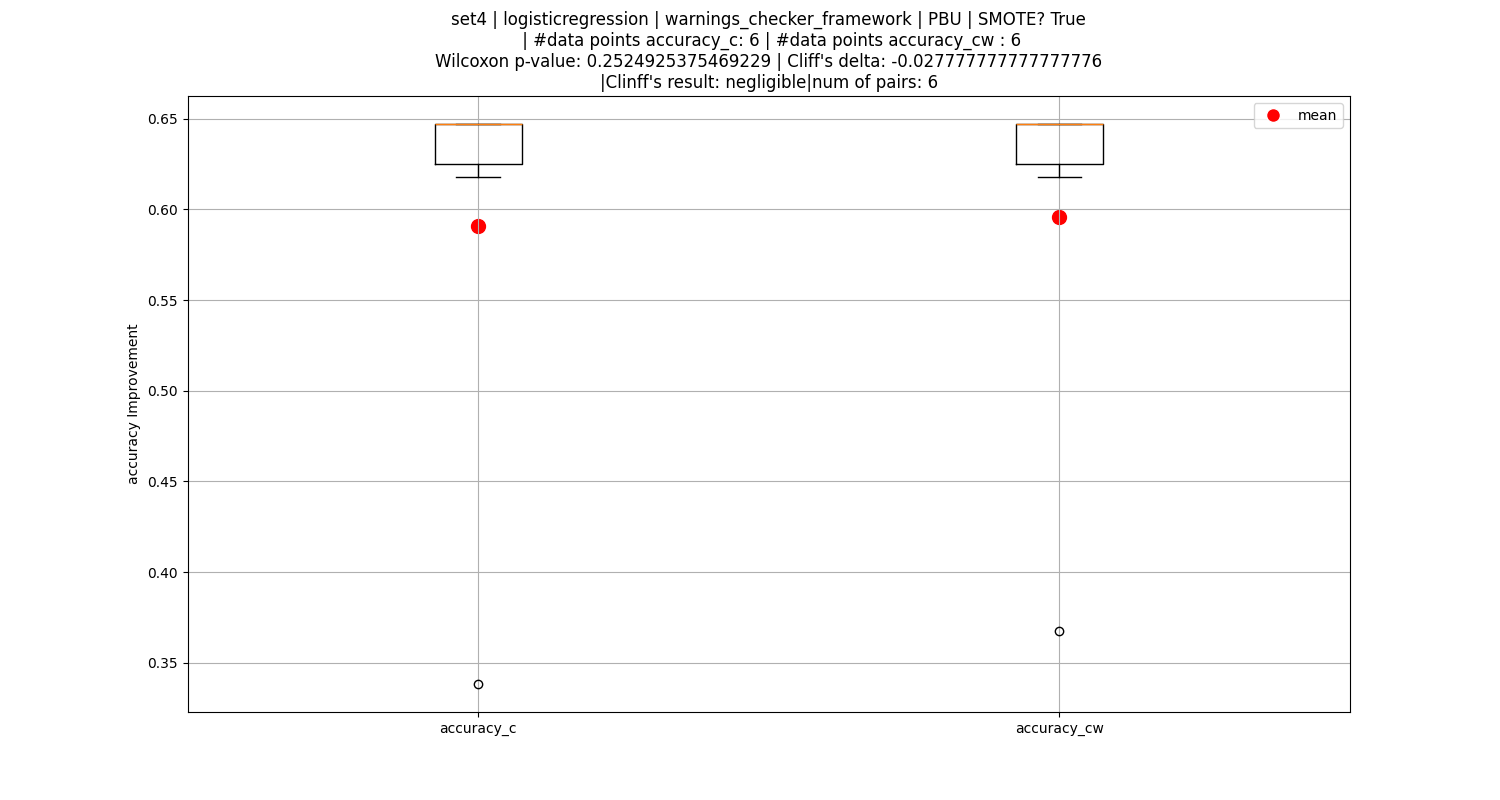 set4 | logisticregression | warnings_checker_framework | PBU | SMOTE? True
| #data points accuracy_c: 6 | #data points accuracy_cw : 6
Wilcoxon p-value: 0.2524925375469229 | Cliff's delta: -0.027777777777777776
|Clinff's result: negligible|num of pairs: 6
mean
0.65
0.60
0.55
0.50
0.45
0.40
0.35
accuracy Improvement
accuracy_c
accuracy_cw